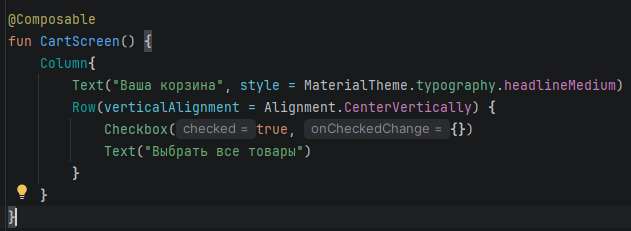 @Composable
fun CartScreen() {
    Column{
        Text("Ваша корзина", style = MaterialTheme.typography.headlineMedium)
        Row(verticalAlignment = Alignment.CenterVertically) {
            Checkbox( checked = true, onCheckedChange = {})
            Text("Выбрать все товары")
        }
    }
}